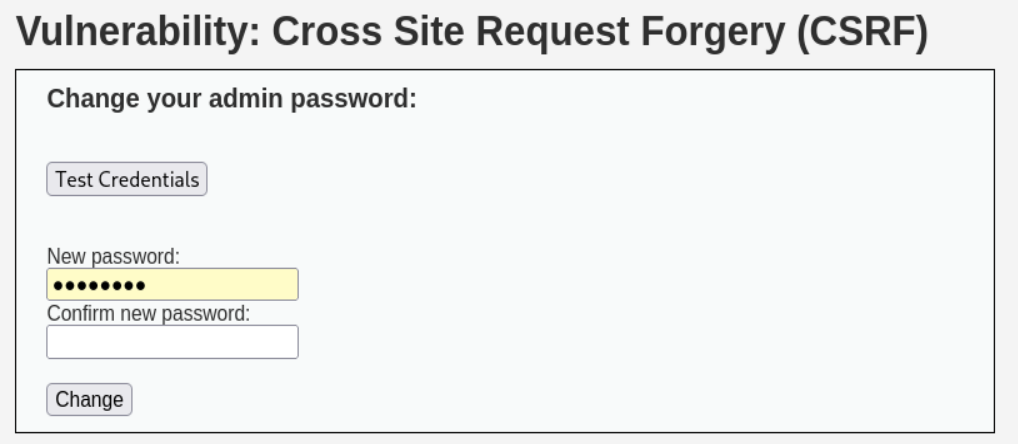 Vulnerability: Cross Site Request Forgery (CSRF)
Change your admin password:
Test Credentials
New password:
••••••••
Confirm new password:
Change